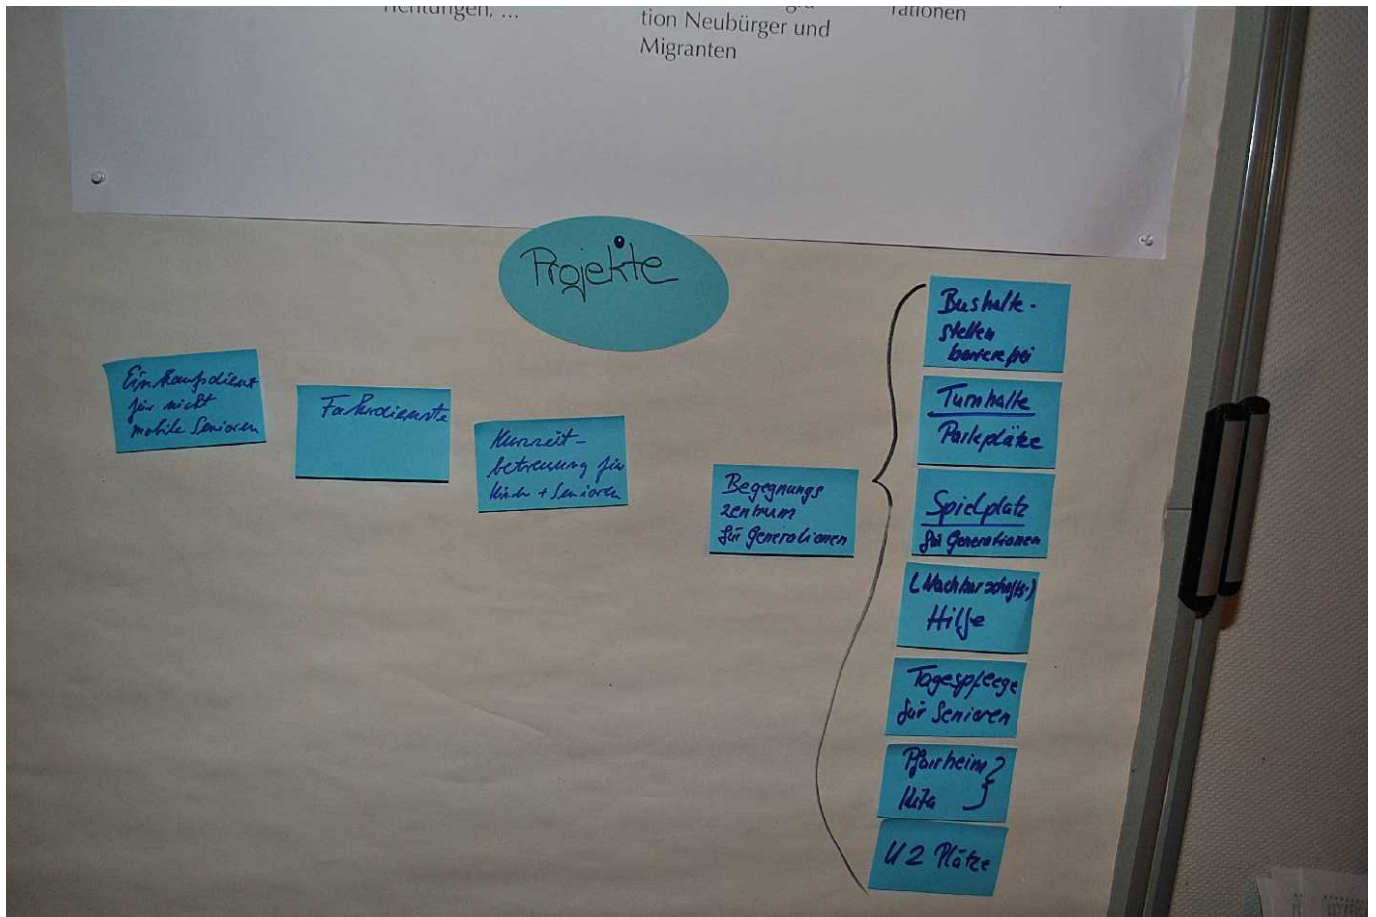 tion Neubürger und
Migranten
rationen
Projekte
Einkaufsdienst
für nicht
mobile Senioren
Fahrdienste
Kurzzeit-
betreuung für
Kinder + Senioren
Begegnungs
zentrum
für Generationen
Bushalte-
stellen
barrierefrei
Turnhalle
Parkplätze
Spielplatz
für Generationen
(Nachbarschafts-)
Hilfe
Tagespflege
für Senioren
Pfarrheim
Kita
U2 Plätze